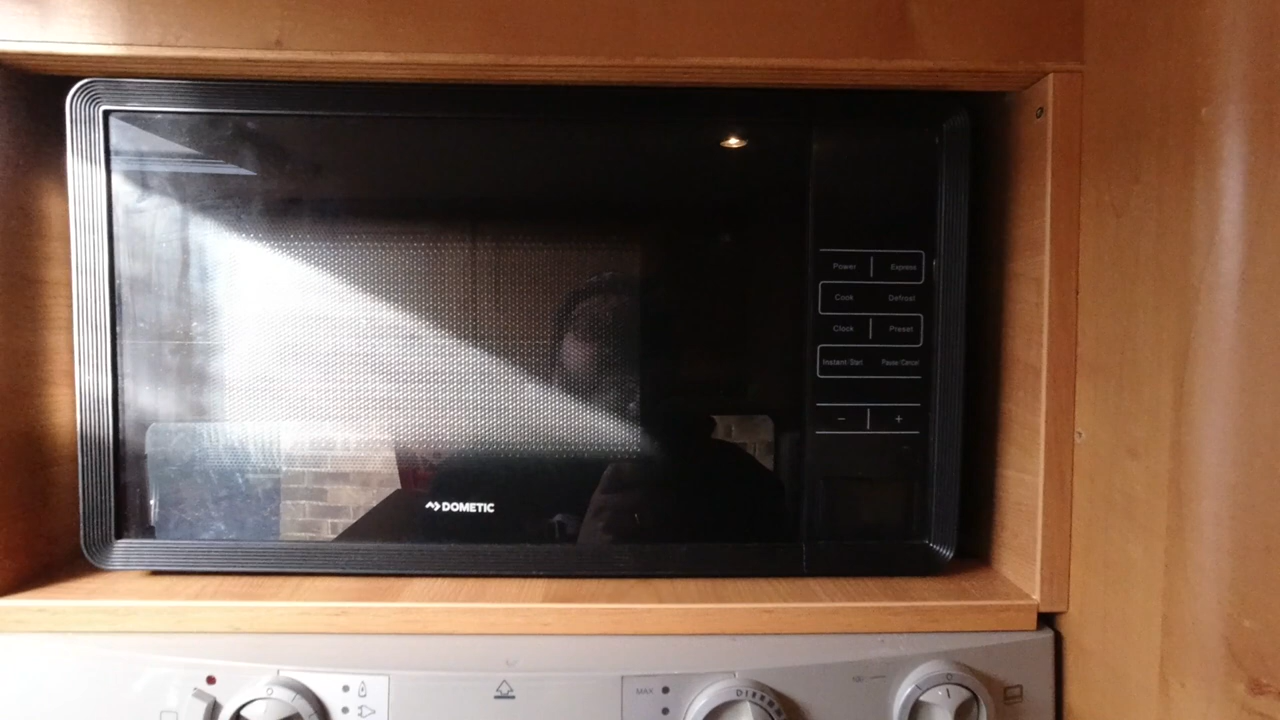 Power Express
Cook Defrost
Clock Preset
Instant/Start Pause/Cancel
- +
DOMETIC
MAX